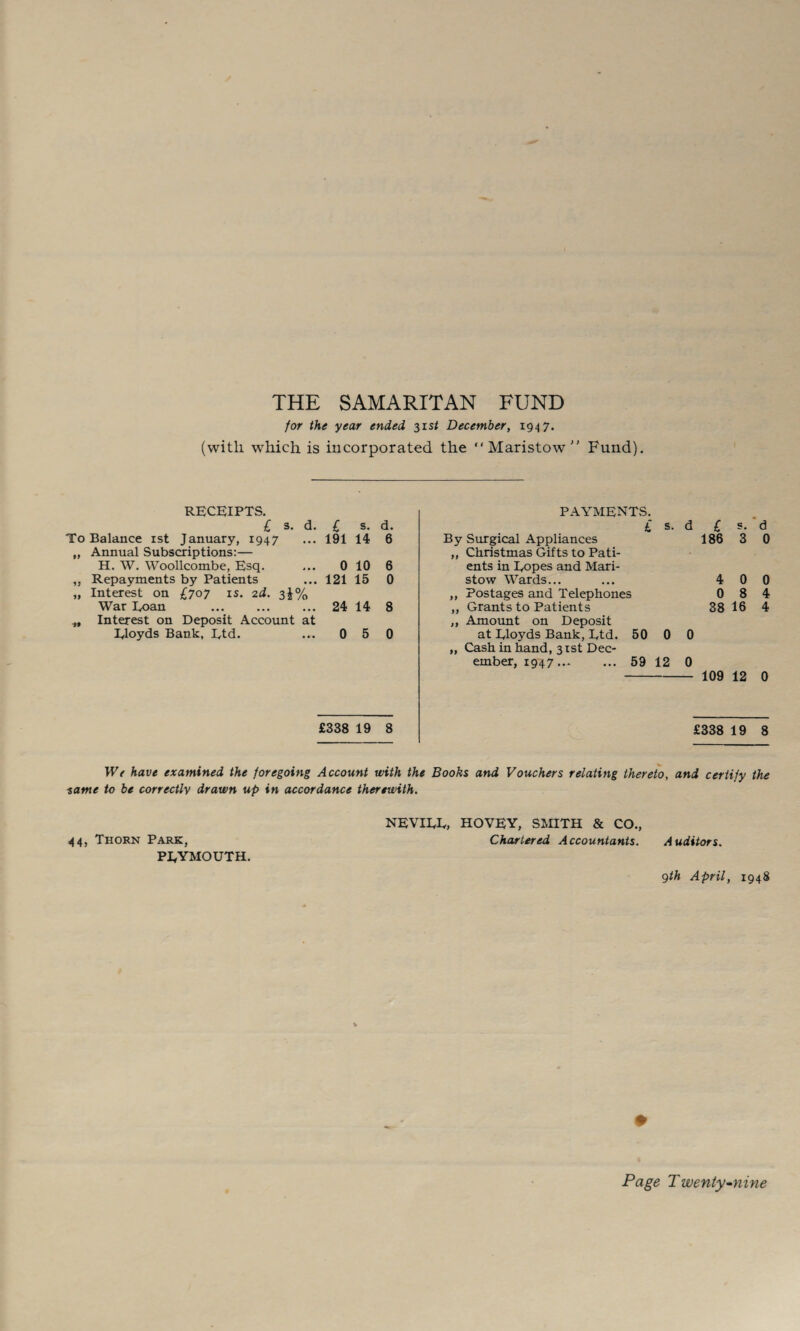 THE SAMARITAN FUND
for the year ended 31st December, 1947.
(with which is incorporated the "Maristow" Fund).
RECEIPTS.
£ s. d. £ s. d.
To Balance 1st January, 1947 ... 191 14 6
„ Annual Subscriptions:—
H. W. Woollcombe, Esq. ... 0 10 6
„ Repayments by Patients ... 121 15 0
„ Interest on £707 1s. 2d. 3½%
War Loan ... ... ... 24 14 8
„ Interest on Deposit Account at
Lloyds Bank, Ltd. ... 0 5 0
£338 19 8
PAYMENTS.
£ s. d £ s. d
By Surgical Appliances 186 3 0
„ Christmas Gifts to Pati-
ents in Lopes and Mari-
stow Wards... ... 4 0 0
„ Postages and Telephones 0 8 4
„ Grants to Patients 38 16 4
„ Amount on Deposit
at Lloyds Bank, Ltd. 50 0 0
„ Cash in hand, 31st Dec-
ember, 1947... ... 59 12 0
109 12 0
£338 19 8
We have examined the foregoing Account with the Books and Vouchers relating thereto, and certify the
same to be correctly drawn up in accordance therewith.
NEVILL, HOVEY, SMITH & CO.,
44, THORN PARK, Chartered Accountants. Auditors.
PLYMOUTH.
9th April, 1948
Page Twenty-nine